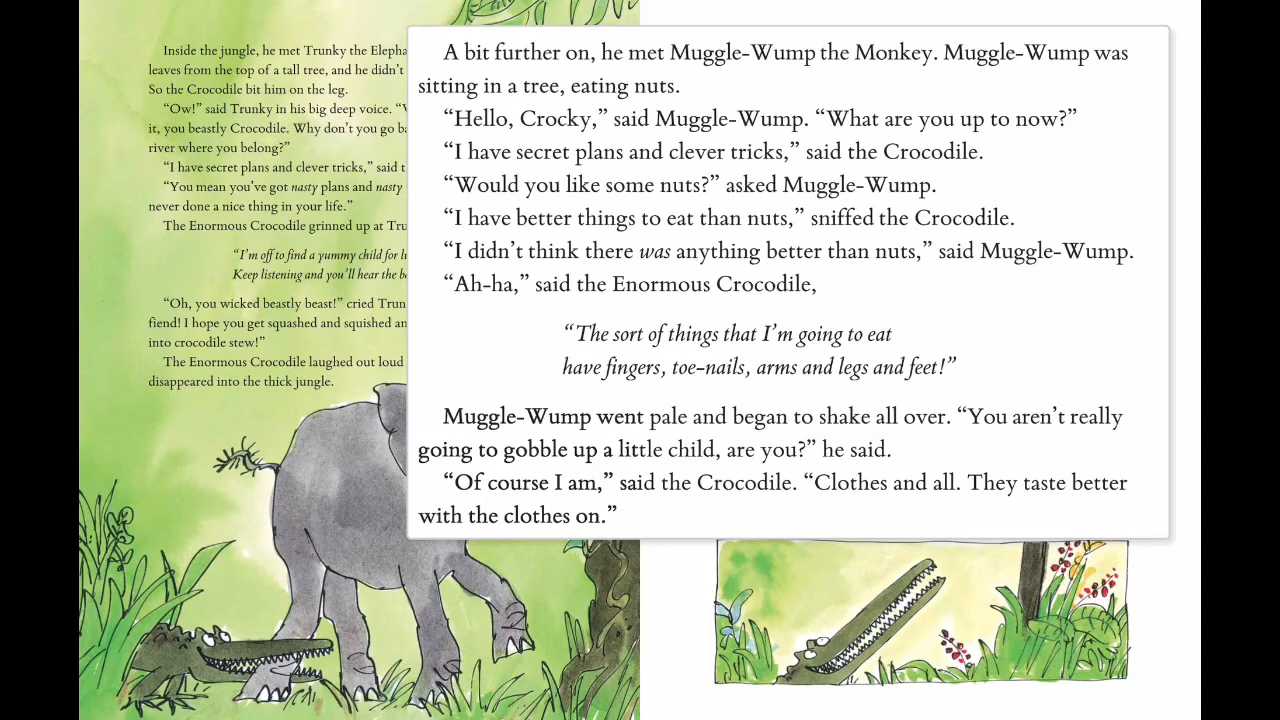 Inside the jungle, he met Trunky the
leaves from the top of a tall tree, and he didn't
So the Crocodile bit him on the leg.
“Ow!” said Trunky in his big deep voice.
it, you beastly Crocodile. Why don't you go
river where you belong?”
“I have secret plans and clever tricks,” said
“You mean you've got nasty plans and nasty
never done a nice thing in your life.”
The Enormous Crocodile grinned up at
“I'm off to find a yummy child for
Keep listening and you'll hear the
“Oh, you wicked beastly beast!” cried
fiend! I hope you get squashed and squished
into crocodile stew!”
The Enormous Crocodile laughed out loud
disappeared into the thick jungle.
A bit further on, he met Muggle-Wump the Monkey. Muggle-Wump was
sitting in a tree, eating nuts.
“Hello, Crocky,” said Muggle-Wump. “What are you up to now?”
“I have secret plans and clever tricks,” said the Crocodile.
“Would you like some nuts?” asked Muggle-Wump.
“I have better things to eat than nuts,” sniffed the Crocodile.
“I didn't think there was anything better than nuts,” said Muggle-Wump.
“Ah-ha,” said the Enormous Crocodile,
“The sort of things that I'm going to eat
have fingers, toe-nails, arms and legs and feet!”
Muggle-Wump went pale and began to shake all over. “You aren't really
going to gobble up a little child, are you?” he said.
“Of course I am,” said the Crocodile. “Clothes and all. They taste better
with the clothes on.”